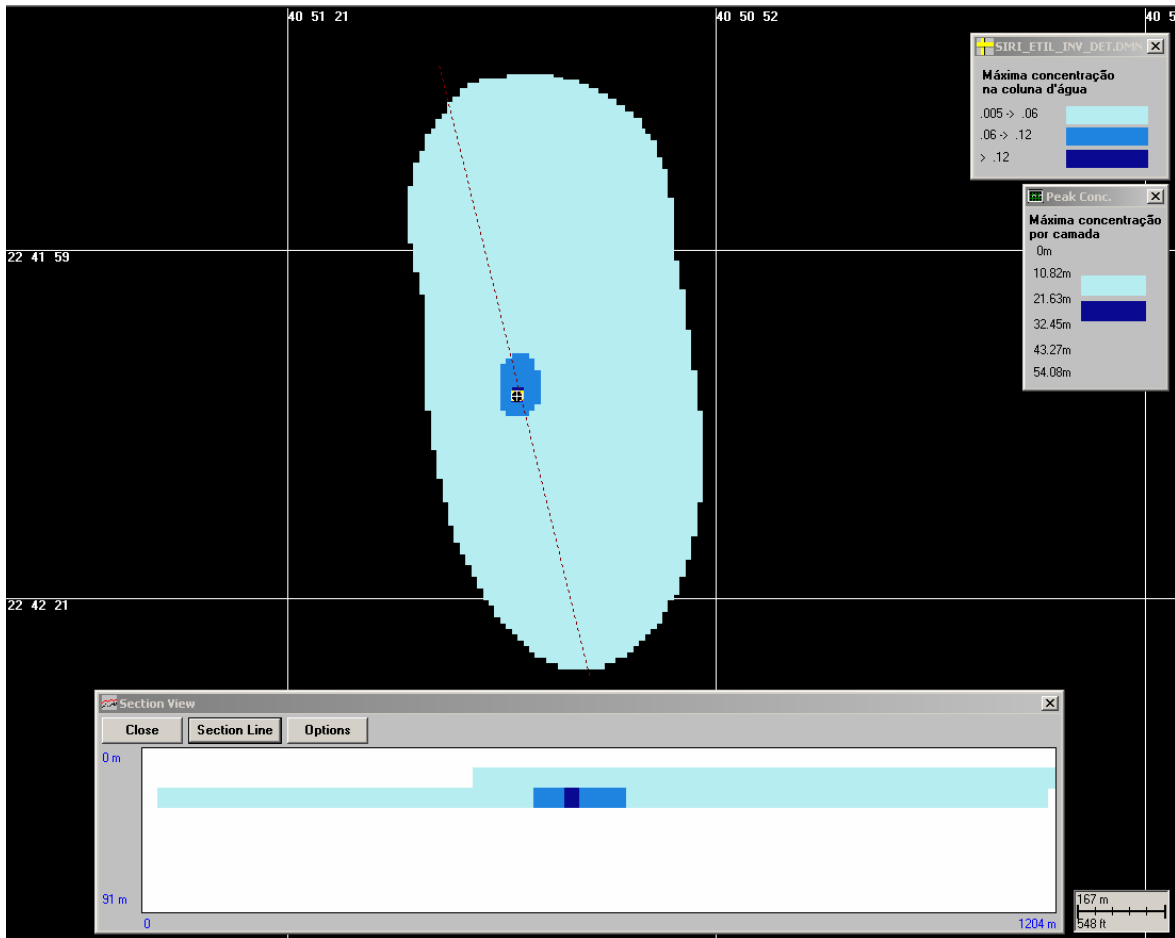 40 51 21
40 50 52
40 5
SIRI_ETIL_INV_DET.DMN
Máxima concentração
na coluna d'água
.005 -> .06
.06 -> .12
> .12
Peak Conc.
Máxima concentração
por camada
0m
10.82m
21.63m
32.45m
43.27m
54.08m
22 41 59
22 42 21
Section View
Close
Section Line
Options
0 m
91 m
0
1204 m
167 m
548 ft